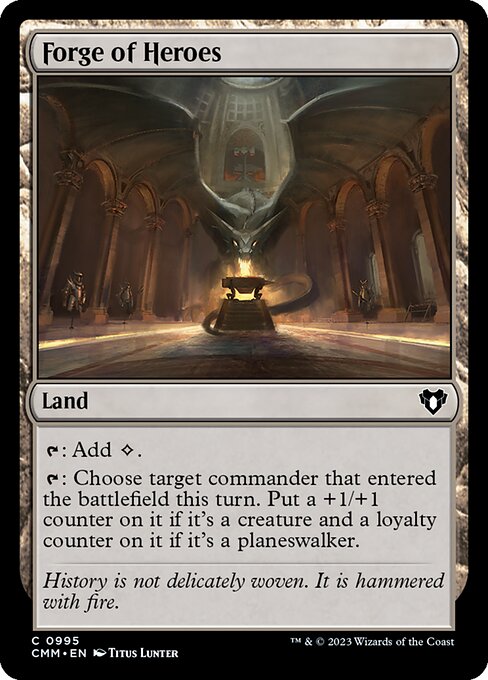 Forge of Heroes
Land
: Add .
: Choose target commander that entered
the battlefield this turn. Put a +1/+1
counter on it if it's a creature and a loyalty
counter on it if it's a planeswalker.
History is not delicately woven. It is hammered
with fire.
C 0995
CMM • EN Titus Lunter
™ & © 2023 Wizards of the Coast